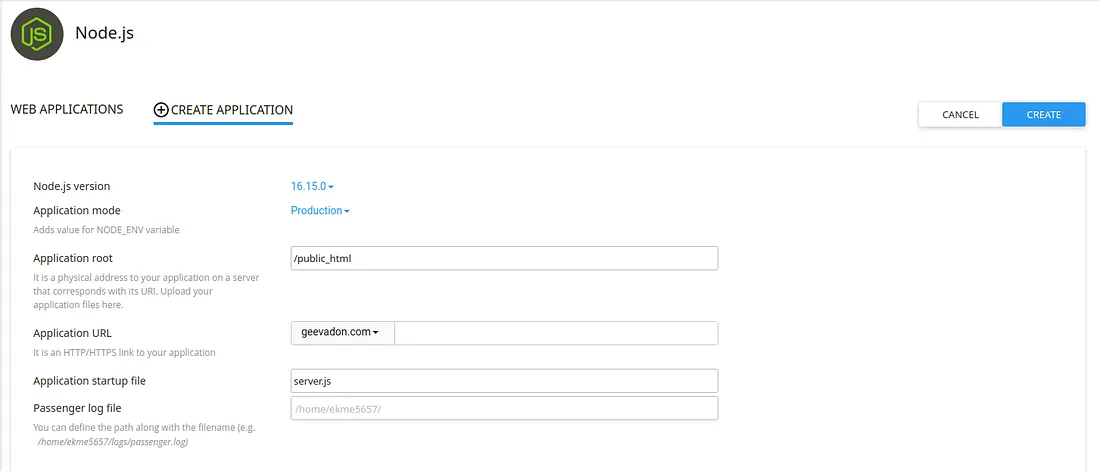 JS
Node.js
WEB APPLICATIONS
CREATE APPLICATION
CANCEL
CREATE
Node.js version
16.15.0
Application mode
Production
Adds value for NODE_ENV variable
Application root
/public_html
It is a physical address to your application on a server
that corresponds with its URI. Upload your
application files here.
Application URL
geevadon.com
It is an HTTP/HTTPS link to your application
Application startup file
server.js
Passenger log file
/home/ekme5657/
You can define the path along with the filename (e.g.
/home/ekme5657/logs/passenger.log)